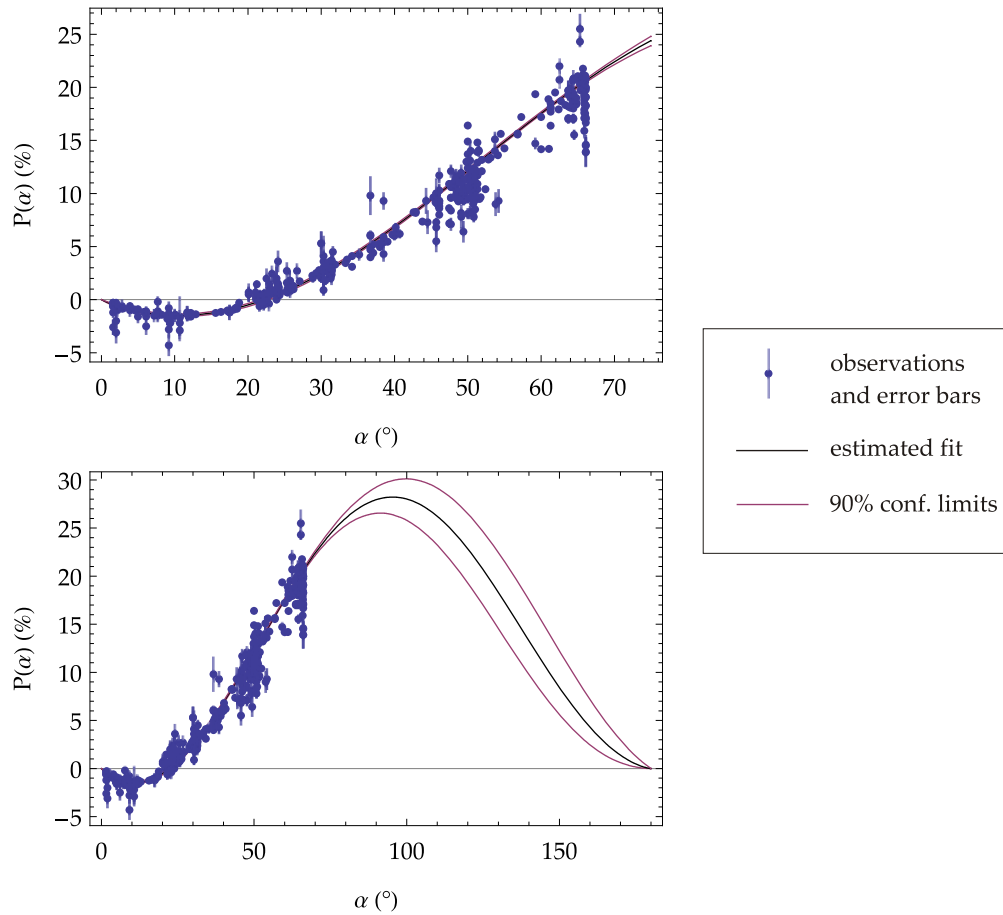 25
20
15
10
5
0
−5
P(α) (%)
0 10 20 30 40 50 60 70
α (°)
30
25
20
15
10
5
0
−5
P(α) (%)
0 50 100 150
α (°)
observations
and error bars
estimated fit
90% conf. limits